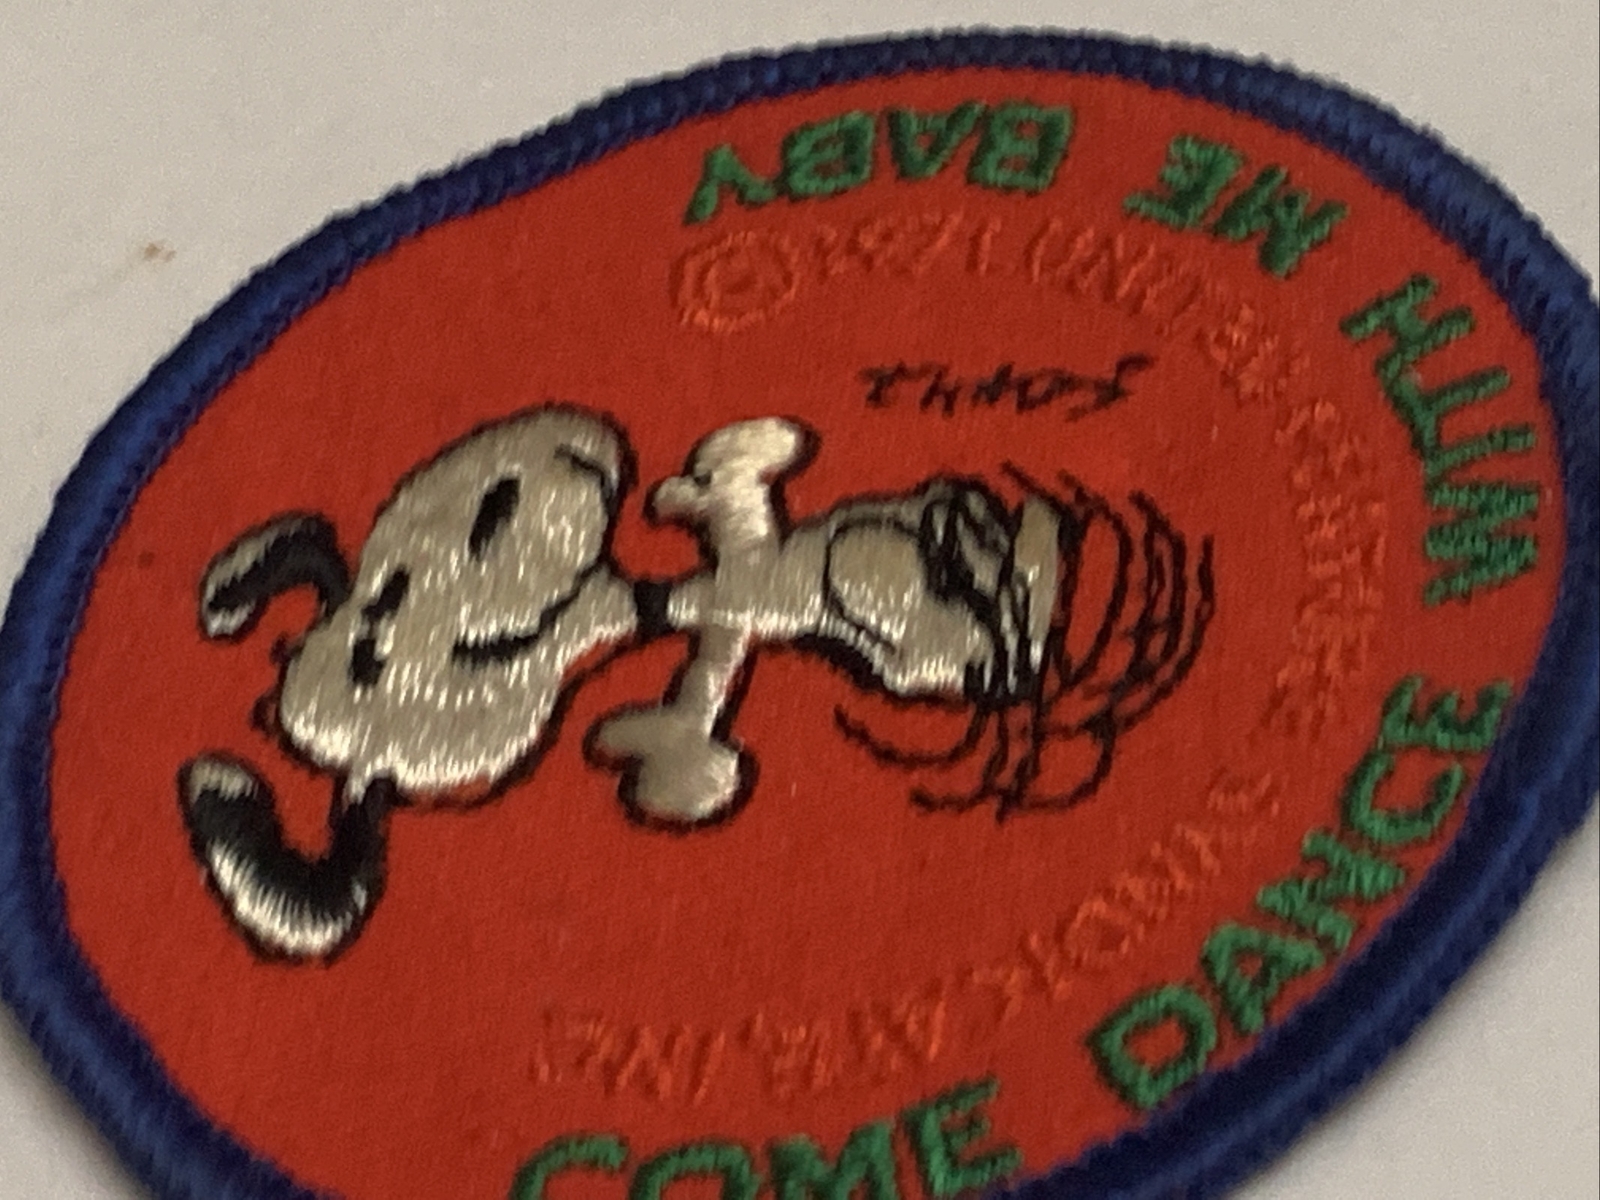 COME DANCE WITH ME BABY
SCHULZ
© 1971 UNITED FEATURE SYNDICATE, INC.